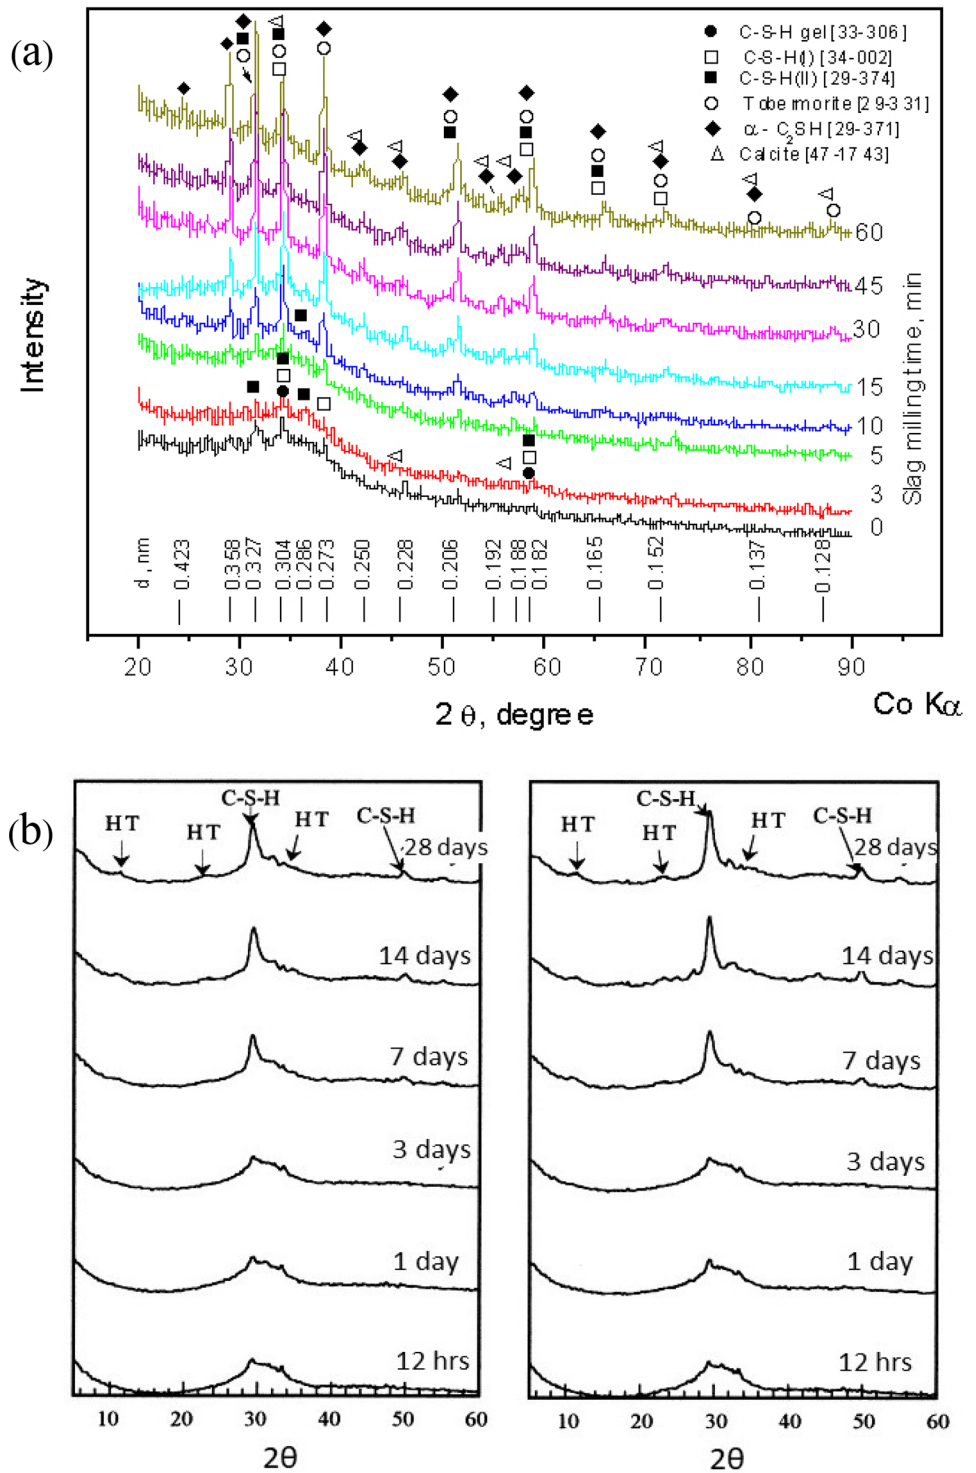 (a)
C-S-H gel [33-306]
C-S-H(I) [34-002]
C-S-H(II) [29-374]
Tobe morite [29-331]
α - C₂SH [29-371]
Calcite [47-1743]
Intensity
60
45
30
15
10
5
3
0
Slag milling time, min
d, nm
0.423
0.358
0.327
0.304
0.286
0.273
0.250
0.228
0.206
0.192
0.188
0.182
0.165
0.152
0.137
0.128
20 30 40 50 60 70 80 90
2 θ, degree
Co Kα
(b)
HT HT C-S-H HT C-S-H
28 days
14 days
7 days
3 days
1 day
12 hrs
10 20 30 40 50 60
2θ
HT HT C-S-H HT C-S-H
28 days
14 days
7 days
3 days
1 day
12 hrs
10 20 30 40 50 60
2θ